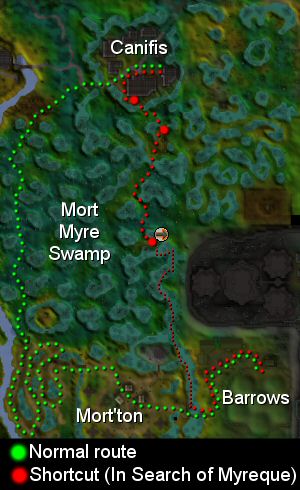 Canifis
Mort
Myre
Swamp
Barrows
Mort'ton
Normal route
Shortcut (In Search of Myreque)